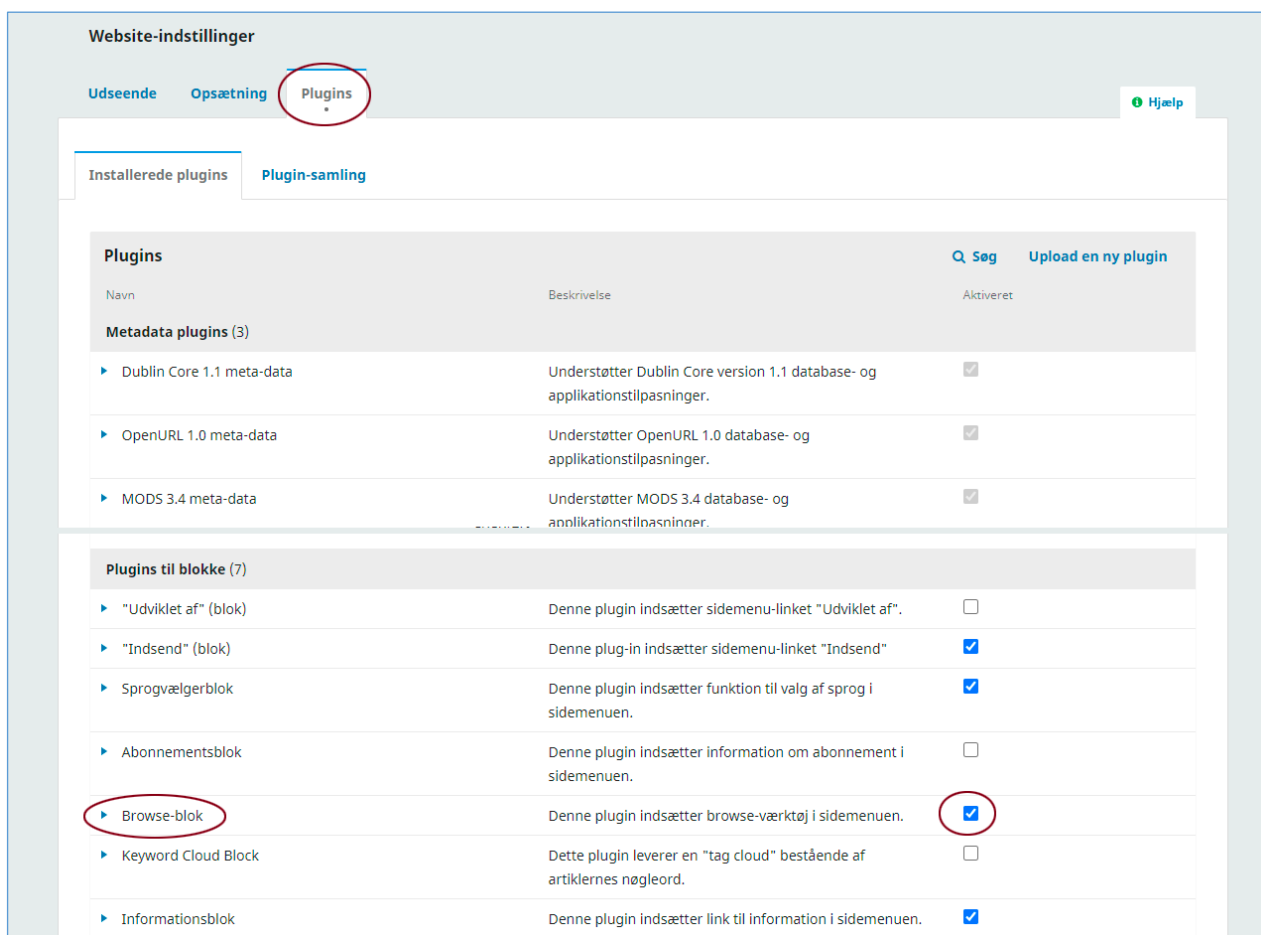 Website-indstillinger
Udseende Opsætning Plugins
Hjælp
Installerede plugins Plugin-samling
Plugins Søg Upload en ny plugin
Navn Beskrivelse Aktiveret
Metadata plugins (3)
Dublin Core 1.1 meta-data Understøtter Dublin Core version 1.1 database- og
applikationstilpasninger.
OpenURL 1.0 meta-data Understøtter OpenURL 1.0 database- og
applikationstilpasninger.
MODS 3.4 meta-data Understøtter MODS 3.4 database- og
applikationstilpasninger.
Plugins til blokke (7)
"Udviklet af" (blok) Denne plugin indsætter sidemenu-linket "Udviklet af".
"Indsend" (blok) Denne plug-in indsætter sidemenu-linket "Indsend"
Sprogvælgerblok Denne plugin indsætter funktion til valg af sprog i
sidemenuen.
Abonnementsblok Denne plugin indsætter information om abonnement i
sidemenuen.
Browse-blok Denne plugin indsætter browse-værktøj i sidemenuen.
Keyword Cloud Block Dette plugin leverer en "tag cloud" bestående af
artiklernes nøgleord.
Informationsblok Denne plugin indsætter link til information i sidemenuen.